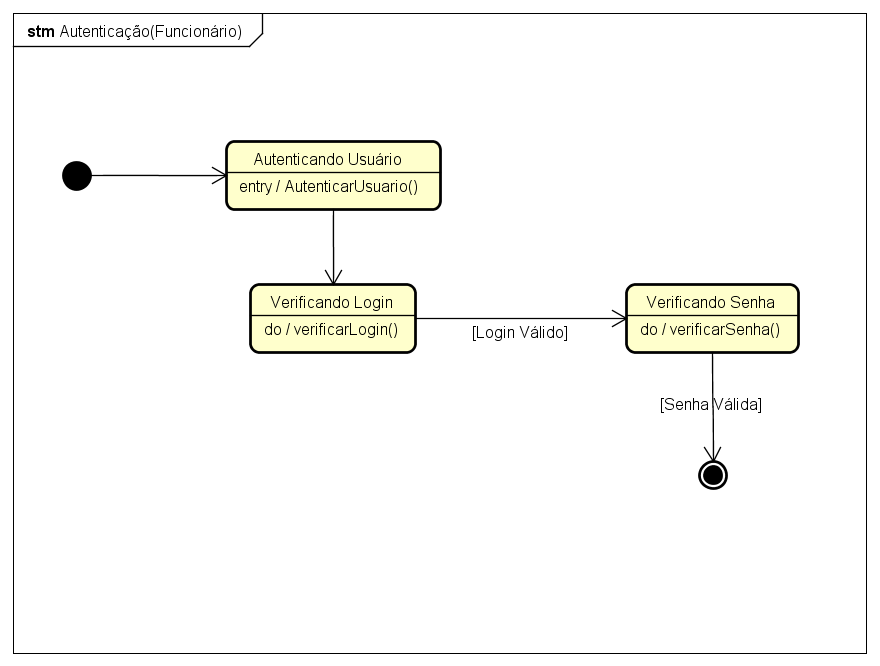 stm Autenticação(Funcionário)
Autenticando Usuário
entry / AutenticarUsuario()
Verificando Login
do / verificarLogin()
[Login Válido]
Verificando Senha
do / verificarSenha()
[Senha Válida]